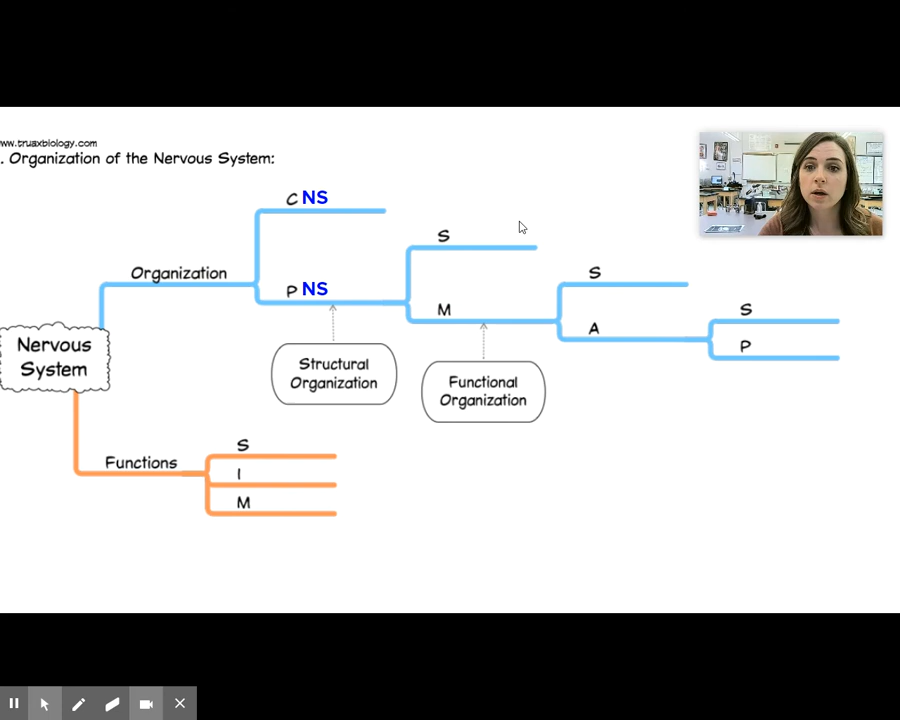 ww.truaxbiology.com
. Organization of the Nervous System:
C NS
S
Organization
S
P NS
M
S
A
P
Nervous
System
Structural
Organization
Functional
Organization
Functions
S
I
M